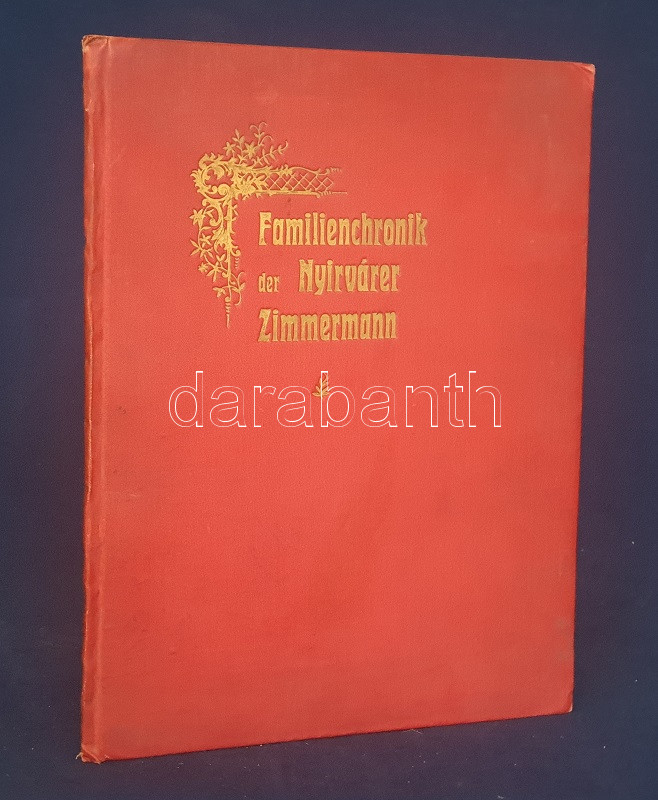 Familienchronik
der Nyirvárer
Zimmermann
darabanth